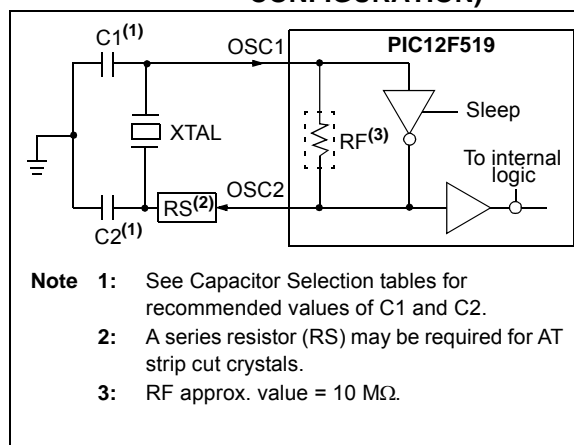 CONFIGURATION)
C1(1)
OSC1
PIC12F519
Sleep
XTAL
RF(3)
To internal
logic
OSC2
RS(2)
C2(1)
Note 1: See Capacitor Selection tables for
recommended values of C1 and C2.
2: A series resistor (RS) may be required for AT
strip cut crystals.
3: RF approx. value = 10 MΩ.